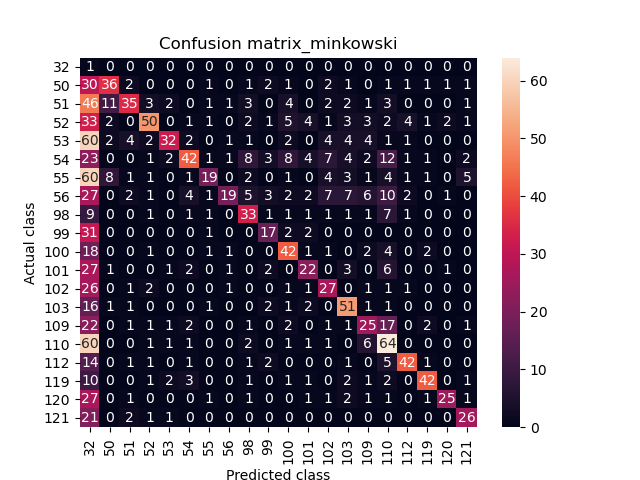 Confusion matrix_minkowski
32 1 0 0 0 0 0 0 0 0 0 0 0 0 0 0 0 0 0 0 0
50 30 36 2 0 0 1 0 1 2 1 0 2 1 0 1 1 1 1 1
51 46 11 35 3 2 0 1 1 3 0 4 0 2 2 1 3 0 0 0 1
52 33 2 0 50 0 1 1 0 2 1 5 4 1 3 3 2 4 1 2 1
53 60 2 4 2 32 2 0 1 1 0 2 0 4 4 4 1 1 0 0 0
54 23 0 0 1 2 42 1 1 8 3 8 4 7 4 2 12 1 1 0 2
55 60 8 1 1 0 1 19 0 2 0 1 0 4 3 1 4 1 1 0 5
56 27 0 2 1 0 4 1 19 5 3 2 2 7 7 6 10 2 0 1 0
98 9 0 0 1 0 1 0 0 33 0 1 1 1 1 1 7 1 0 0 0
99 31 0 0 0 0 0 1 0 0 17 2 2 0 0 0 0 0 0 0 0
100 18 0 0 1 0 0 1 0 0 0 42 1 1 0 2 4 0 2 0 0
101 27 1 0 0 1 2 0 1 0 2 0 22 0 3 0 6 0 0 1 0
102 26 0 1 2 0 0 1 0 0 0 1 1 27 0 1 1 1 0 0 0
103 16 1 1 0 0 0 1 0 0 2 1 2 0 51 1 1 0 0 0 0
109 22 0 1 1 1 2 0 0 1 0 2 0 1 1 25 17 0 2 0 1
110 60 0 0 1 1 1 0 0 2 0 1 1 1 0 6 64 0 0 0 0
112 14 0 1 1 0 1 0 0 1 2 0 0 0 1 0 5 42 1 0 0
119 10 0 0 1 2 3 0 0 1 0 1 1 0 2 1 2 0 42 0 1
120 27 0 1 0 0 0 1 0 0 1 0 0 0 2 1 1 0 1 25 1
121 21 0 2 1 1 0 0 0 0 0 0 0 0 0 0 0 0 0 0 26
32 50 51 52 53 54 55 56 98 99 100 101 102 103 109 110 112 119 120 121
Predicted class
Actual class
60
50
40
30
20
10
0